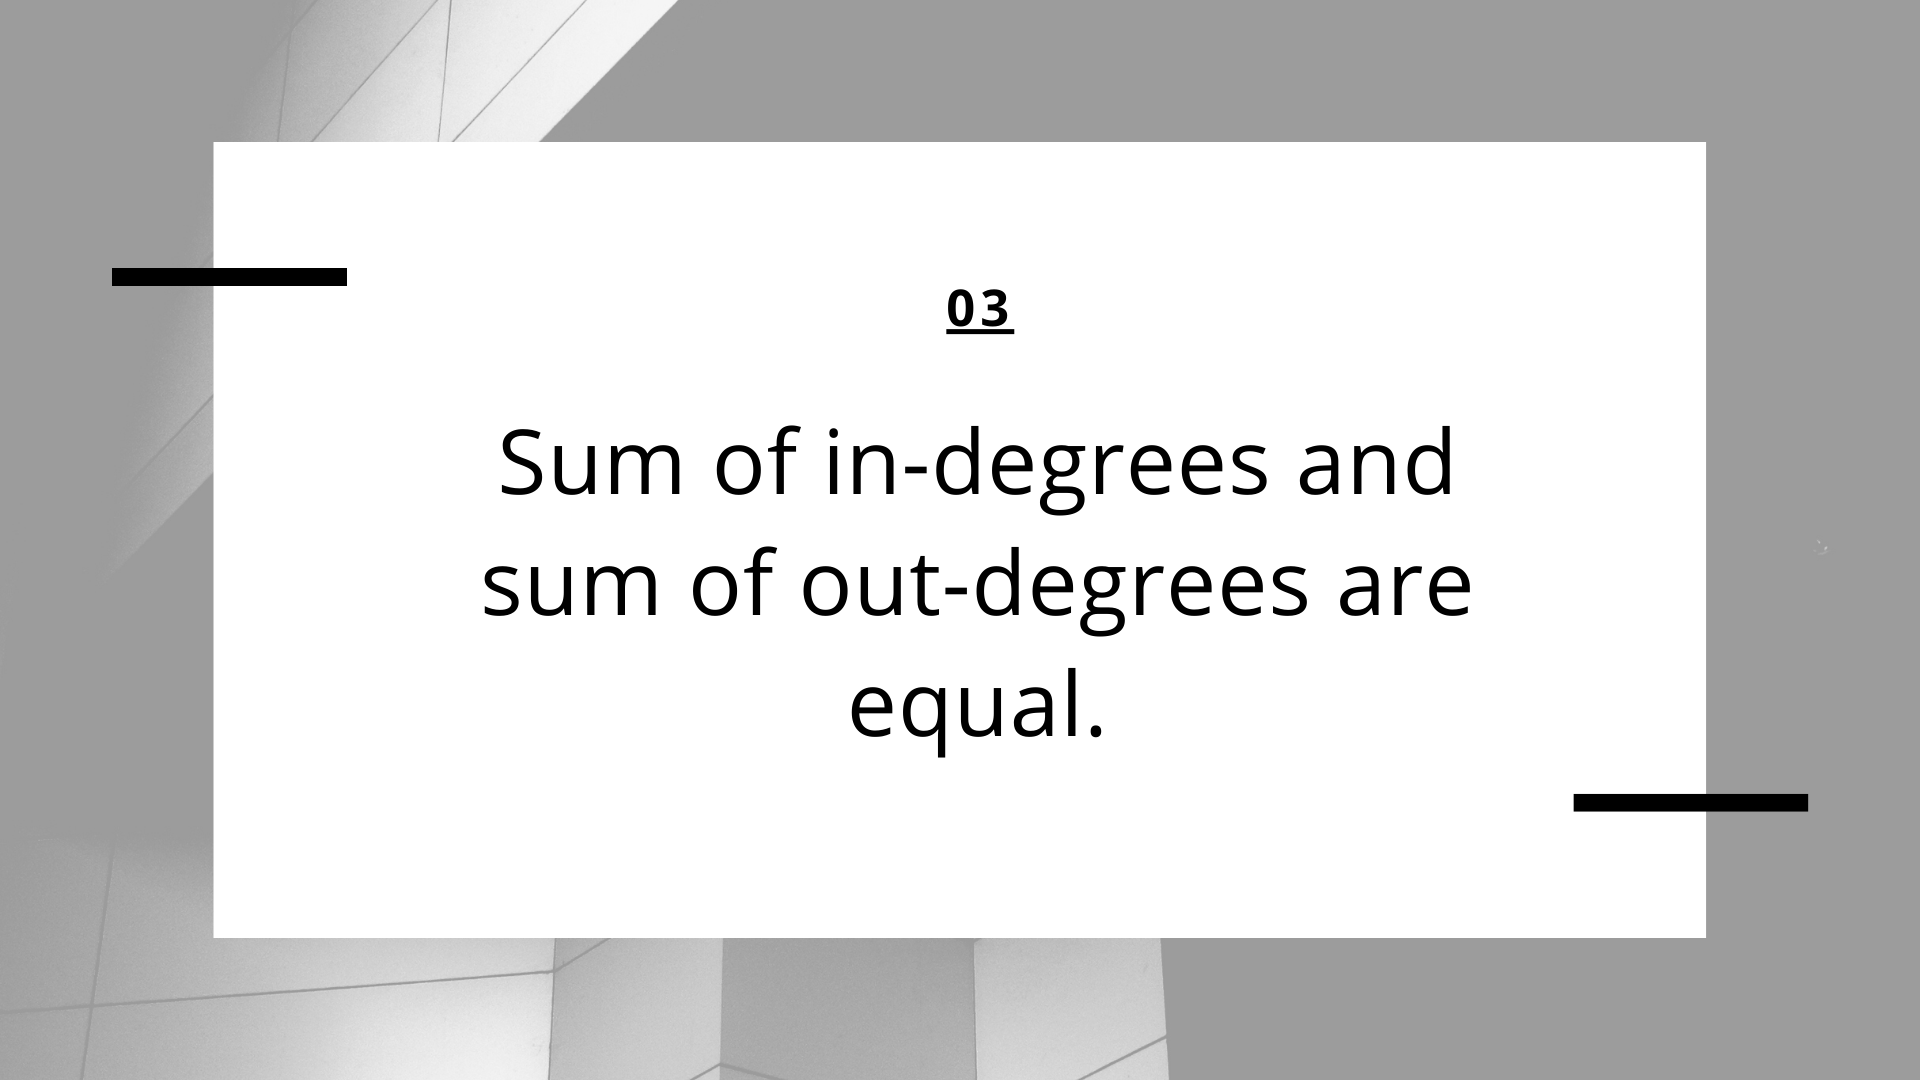 03
Sum of in-degrees and
sum of out-degrees are
equal.